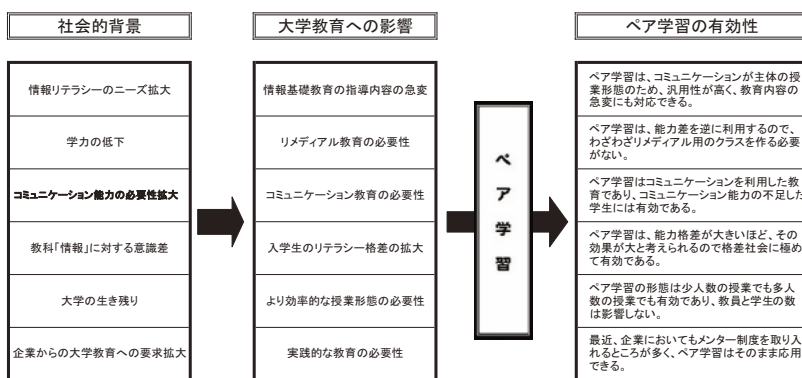 社会的背景
大学教育への影響
ペア学習の有効性
情報リテラシーのニーズ拡大
学力の低下
コミュニケーション能力の必要性拡大
教科「情報」に対する意識差
大学の生き残り
企業からの大学教育への要求拡大
情報基礎教育の指導内容の急変
リメディアル教育の必要性
コミュニケーション教育の必要性
入学生のリテラシー格差の拡大
より効率的な授業形態の必要性
実践的な教育の必要性
ペア学習
ペア学習は、コミュニケーションが主体の授
業形態のため、汎用性が高く、教育内容の
急変にも対応できる。
ペア学習は、能力差を逆に利用するので、
わざわざリメディアル用のクラスを作る必要
がない。
ペア学習はコミュニケーションを利用した教
育であり、コミュニケーション能力の不足した
学生には有効である。
ペア学習は、能力格差が大きいほど、その
効果が大と考えられるので格差社会に極め
て有効である。
ペア学習の形態は少人数の授業でも多人
数の授業でも有効であり、教員と学生の数
は影響しない。
最近、企業においてもメンター制度を取り入
れるところが多く、ペア学習はそのまま応用
できる。